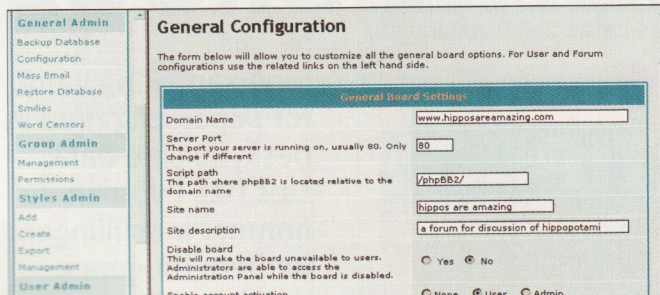 General Admin
Backup Database
Configuration
Mass Email
Restore Database
Smilies
Word Censors
Group Admin
Management
Permissions
Styles Admin
Add
Create
Export
Management
User Admin
General Configuration
The form below will allow you to customize all the general board options. For User and Forum
configurations use the related links on the left hand side.
General Board Settings
Domain Name
www.hipposareamazing.com
Server Port
The port your server is running on, usually 80. Only
change if different
80
Script path
The path where phpBB2 is located relative to the
domain name
/phpBB2/
Site name
hippos are amazing
Site description
a forum for discussion of hippopotami
Disable board
This will make the board unavailable to users.
Administrators are able to access the
Administration Panel while the board is disabled.
Yes No
Enable account activation
None User Admin